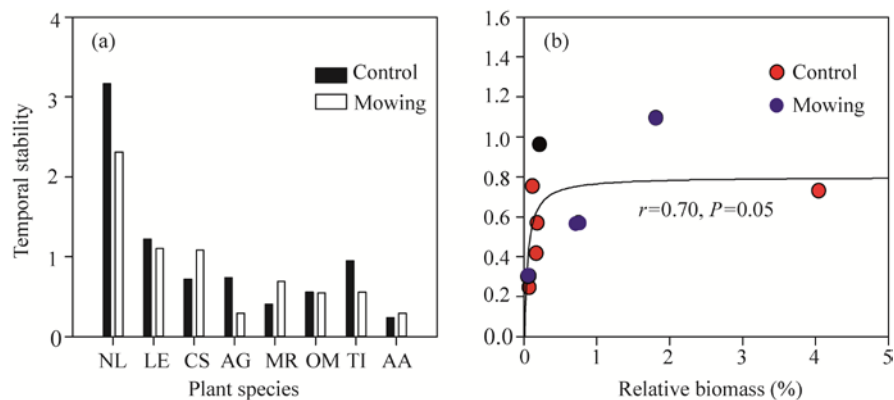 (a)
Control
Mowing
Temporal stability
4
3
2
1
0
NL LE CS AG MR OM TI AA
Plant species
(b)
Control
Mowing
1.6
1.4
1.2
1.0
0.8
0.6
0.4
0.2
0.0
r=0.70, P=0.05
0 1 2 3 4 5
Relative biomass (%)